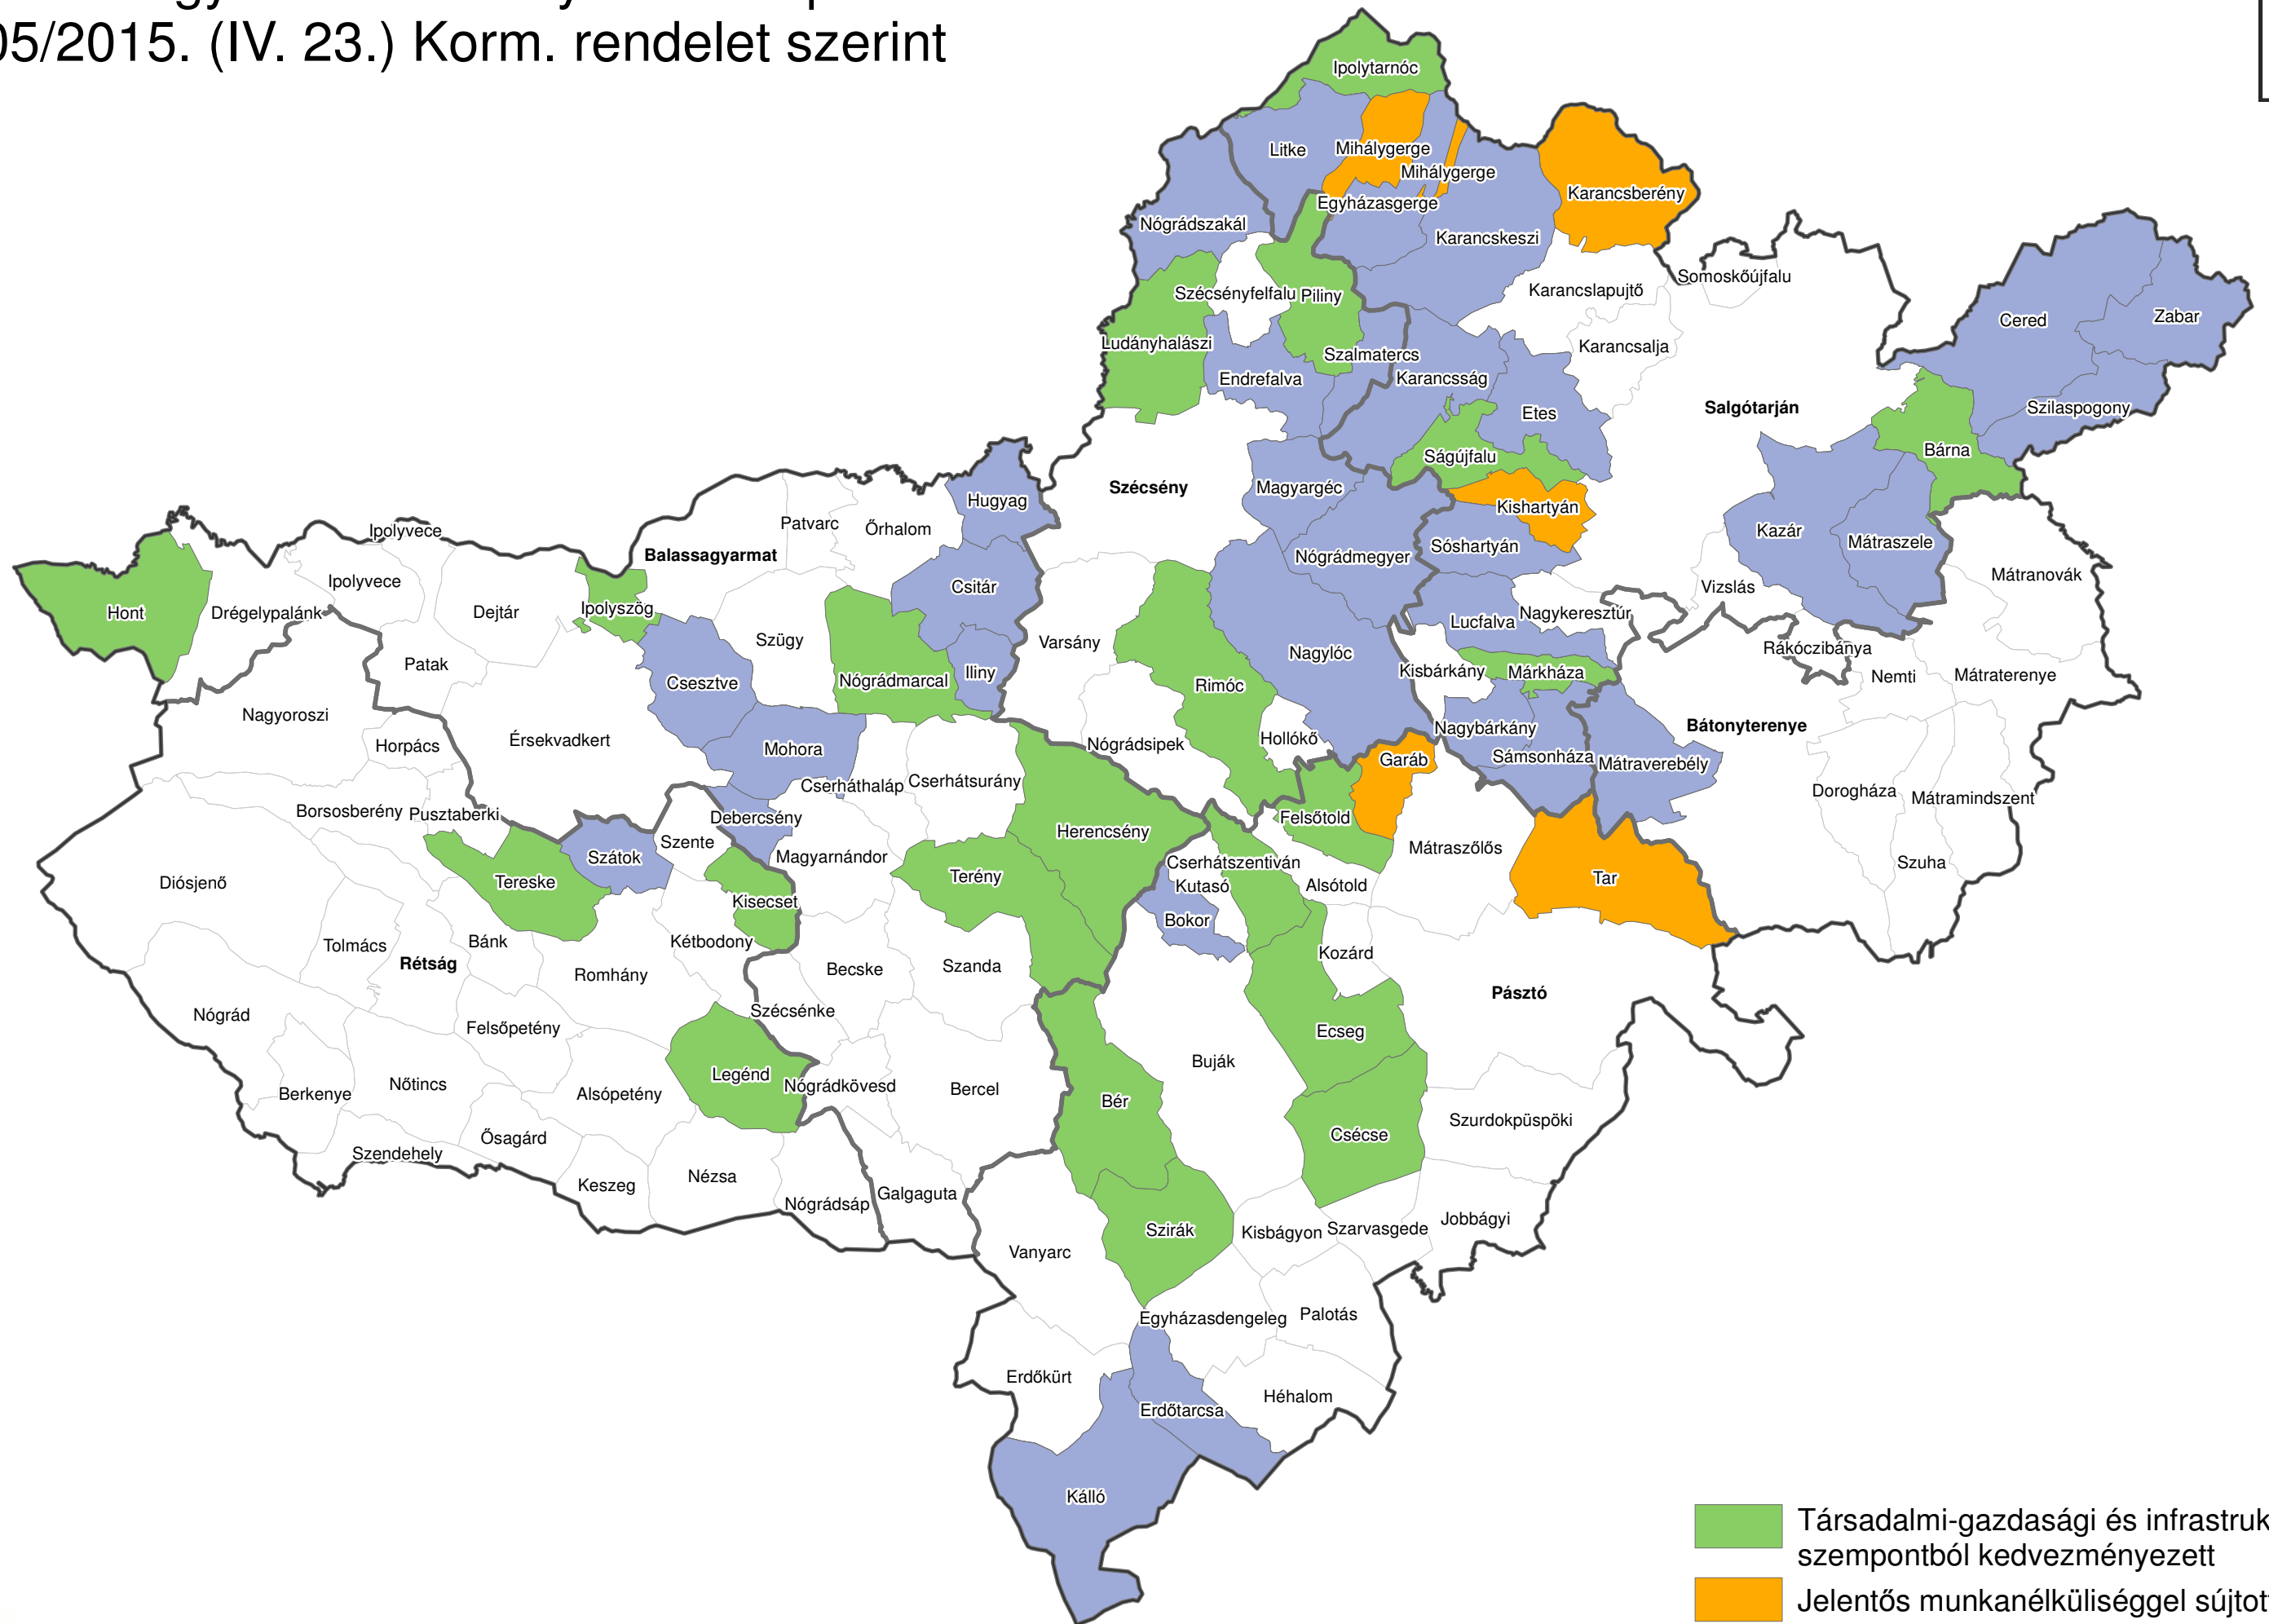 05/2015. (IV. 23.) Korm. rendelet szerint
Ipolytarnóc
Litke
Mihálygerge
Mihálygerge
Karancsberény
Egyházasgerge
Nógrádszakál
Karancskeszi
Somoskőújfalu
Szécsényfelfalu
Piliny
Karancslapujtő
Cered
Zabar
Ludányhalászi
Szalmatercs
Karancsalja
Endrefalva
Karancsság
Etes
Salgótarján
Szilaspogony
Ságújfalu
Bárna
Szécsény
Magyargéc
Hugyag
Kishartyán
Patvarc
Őrhalom
Ipolyvece
Kazár
Mátraszele
Balassagyarmat
Nógrádmegyer
Sóshartyán
Ipolyvece
Csitár
Mátranovák
Vizslás
Hont
Drégelypalánk
Dejtár
Ipolyszög
Szügy
Varsány
Lucfalva
Nagykeresztúr
Patak
Csesztve
Nógrádmarcal
Iliny
Rimóc
Nagylóc
Kisbárkány
Márkháza
Rákóczibánya
Nemti
Mátraterenye
Nagyoroszi
Horpács
Érsekvadkert
Mohora
Nógrádsipek
Hollókő
Nagybárkány
Bátonyterenye
Garáb
Sámsonháza
Mátraverebély
Cserháthaláp
Cserhátsurány
Dorogháza
Mátramindszent
Borsosberény
Pusztaberki
Debercsény
Herencsény
Felsőtold
Szátok
Szente
Magyarnándor
Mátraszőlős
Cserhátszentiván
Szuha
Diósjenő
Tereske
Terény
Kutasó
Alsótold
Tar
Kisecset
Bokor
Tolmács
Bánk
Kétbodony
Rétság
Romhány
Becske
Szanda
Kozárd
Pásztó
Nógrád
Felsőpetény
Szécsénke
Ecseg
Berkenye
Nőtincs
Alsópetény
Legénd
Nógrádkövesd
Bercel
Buják
Bér
Szurdokpüspöki
Ősagárd
Csécse
Szendehely
Keszeg
Nézsa
Nógrádsáp
Galgaguta
Szirák
Kisbágyon
Szarvasgede
Jobbágyi
Vanyarc
Egyházasdengeleg
Palotás
Erdőkürt
Héhalom
Erdőtarcsa
Kálló
Társadalmi-gazdasági és infrastruk
szempontból kedvezményezett
Jelentős munkanélküliséggel sújtot